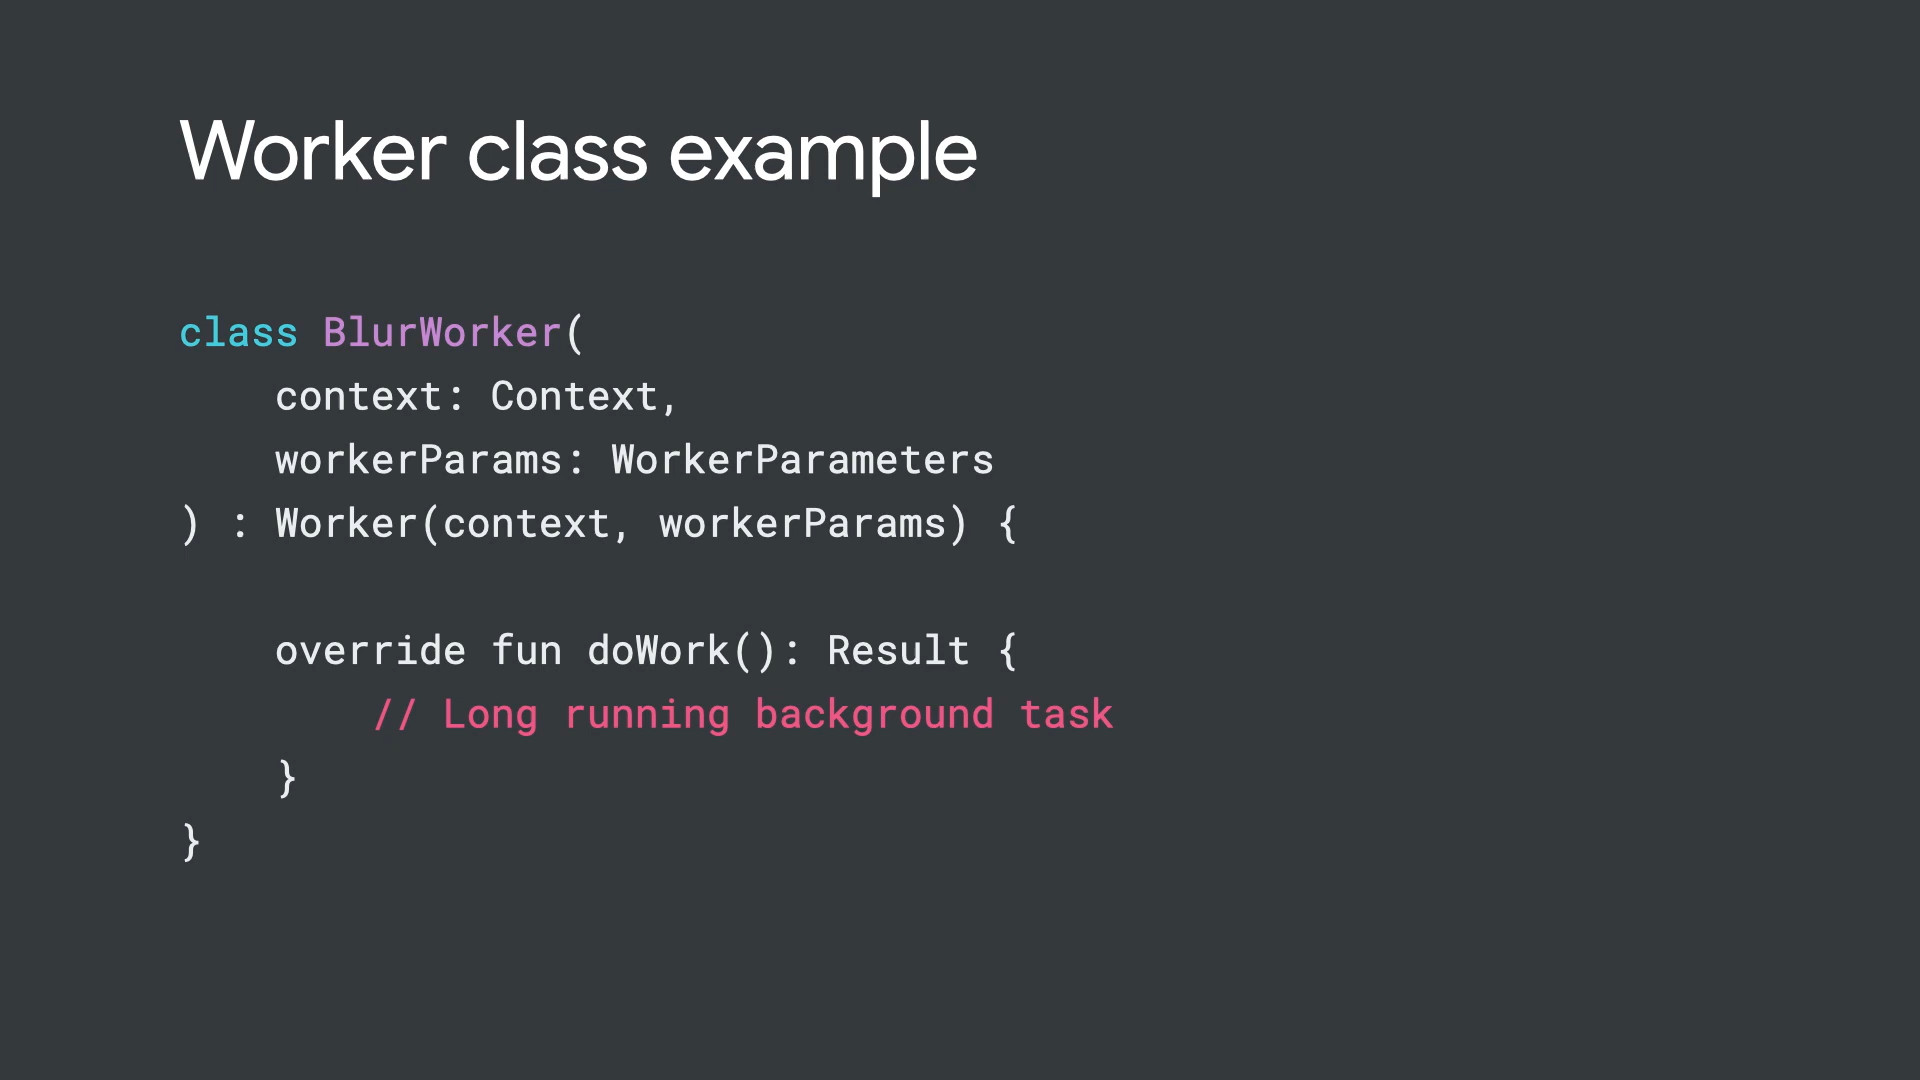 Worker class example
class BlurWorker(
    context: Context,
    workerParams: WorkerParameters
) : Worker(context, workerParams) {
    override fun doWork(): Result {
        // Long running background task
    }
}